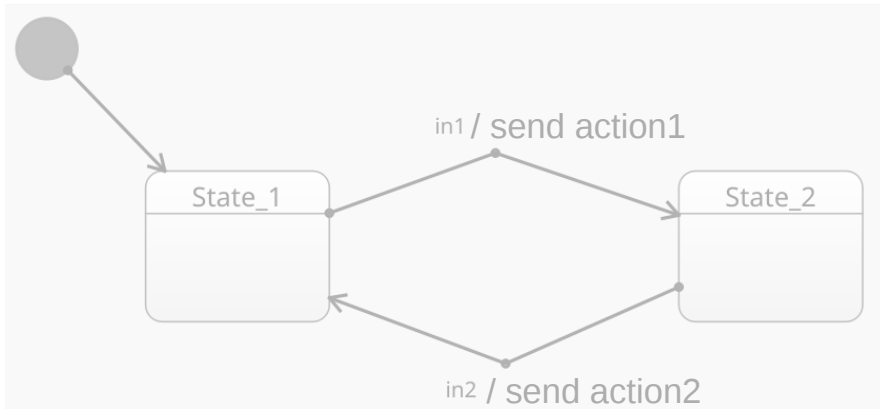 in1 / send action1
State_1
State_2
in2 / send action2